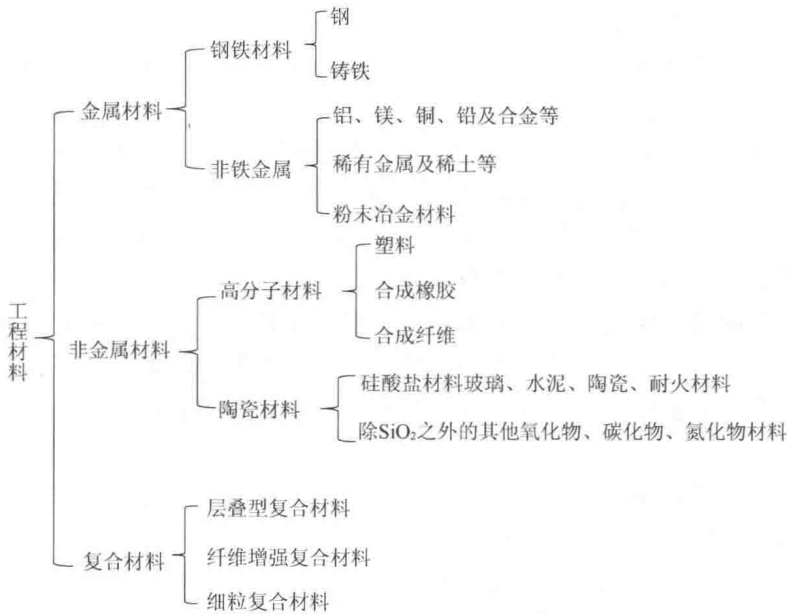 工程材料
金属材料
钢铁材料
钢
铸铁
非铁金属
铝、镁、铜、铅及合金等
稀有金属及稀土等
粉末冶金材料
非金属材料
高分子材料
塑料
合成橡胶
合成纤维
陶瓷材料
硅酸盐材料玻璃、水泥、陶瓷、耐火材料
除SiO₂之外的其他氧化物、碳化物、氮化物材料
复合材料
层叠型复合材料
纤维增强复合材料
细粒复合材料